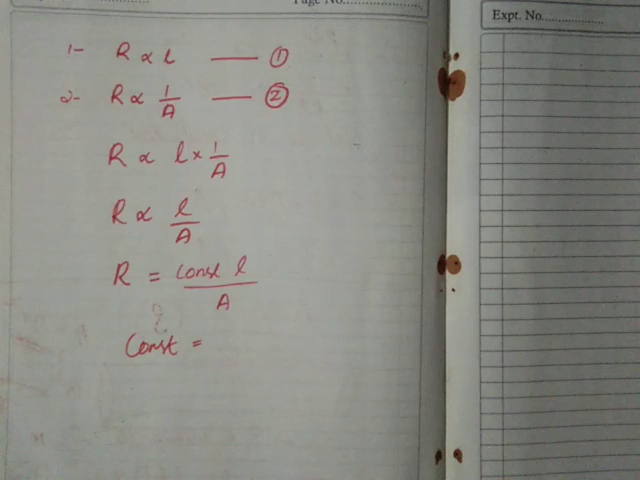 Page No.....................
Expt. No...................
1- R ∝ l —— ①
2- R ∝ 1/A —— ②
R ∝ l × 1/A
R ∝ l/A
R = const l/A
Const =